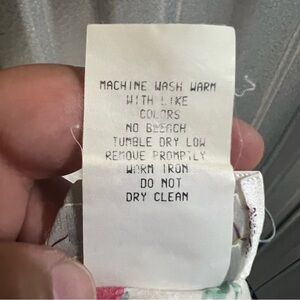 MACHINE WASH WARM
WITH LIKE
COLORS
NO BLEACH
TUMBLE DRY LOW
REMOVE PROMPTLY
WARM IRON
DO NOT
DRY CLEAN